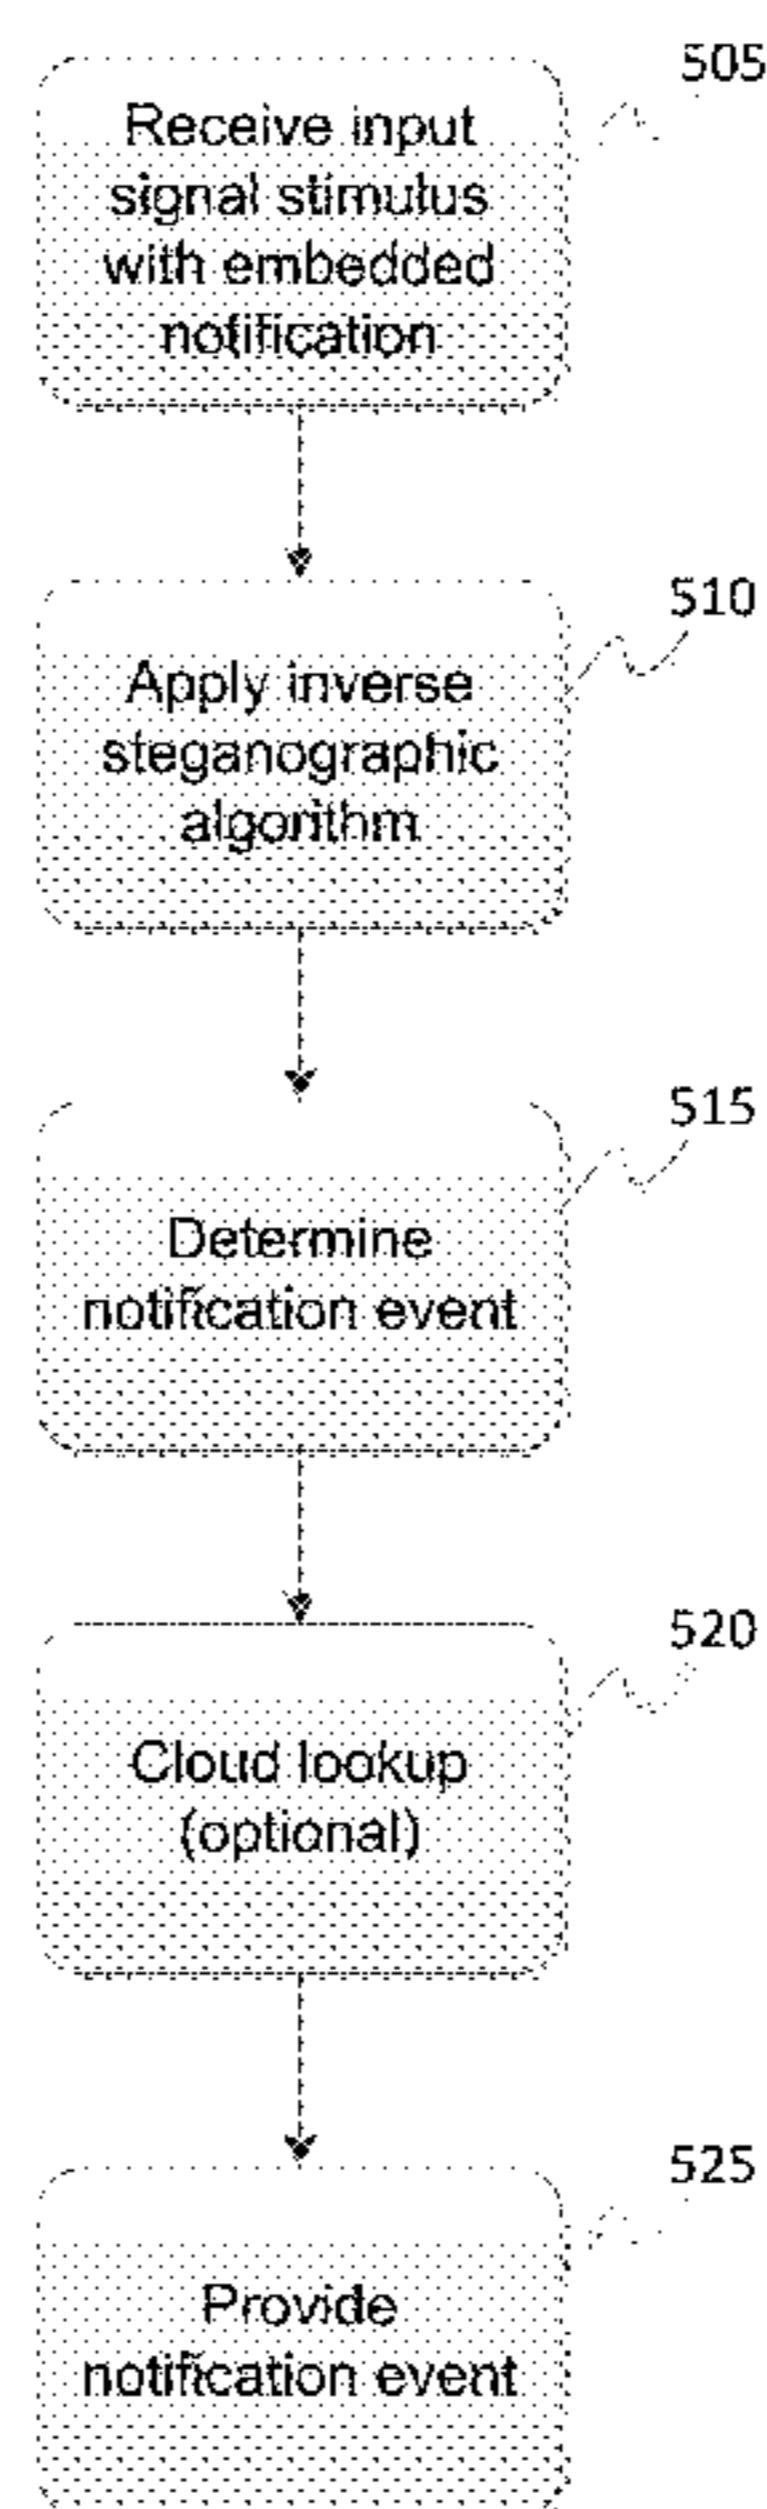 505
Receive input
signal stimulus
with embedded
notification
510
Apply inverse
steganographic
algorithm
515
Determine
notification event
520
Cloud lookup
(optional)
525
Provide
notification event